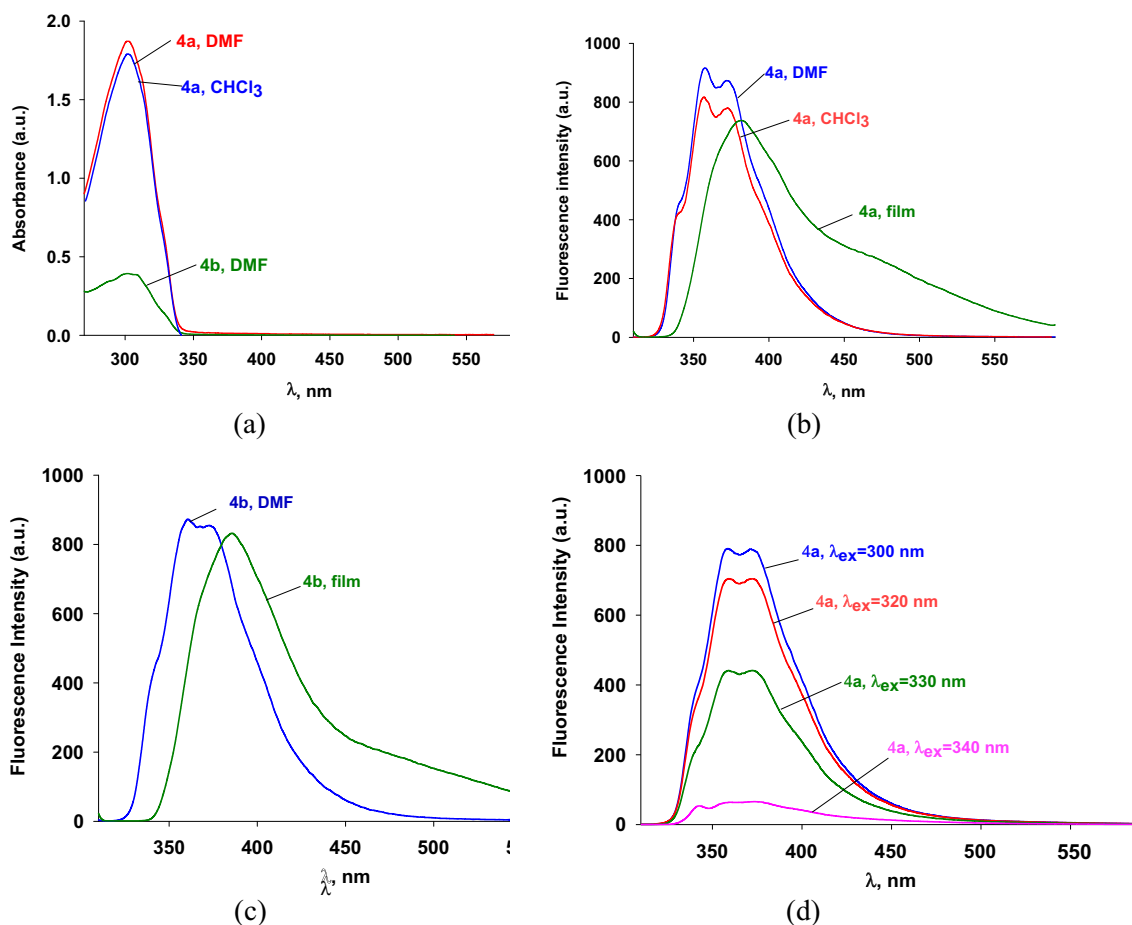 2.0
1.5
1.0
0.5
0.0
Absorbance (a.u.)
4a, DMF
4a, CHCl3
4b, DMF
300 350 400 450 500 550
λ, nm
(a)
1000
800
600
400
200
0
Fluorescence intensity (a.u.)
4a, DMF
4a, CHCl3
4a, film
350 400 450 500 550
λ, nm
(b)
1000
800
600
400
200
0
Fluorescence Intensity (a.u.)
4b, DMF
4b, film
350 400 450 500
λ, nm
(c)
1000
800
600
400
200
0
Fluorescence Intensity (a.u.)
4a, λex=300 nm
4a, λex=320 nm
4a, λex=330 nm
4a, λex=340 nm
350 400 450 500 550
λ, nm
(d)